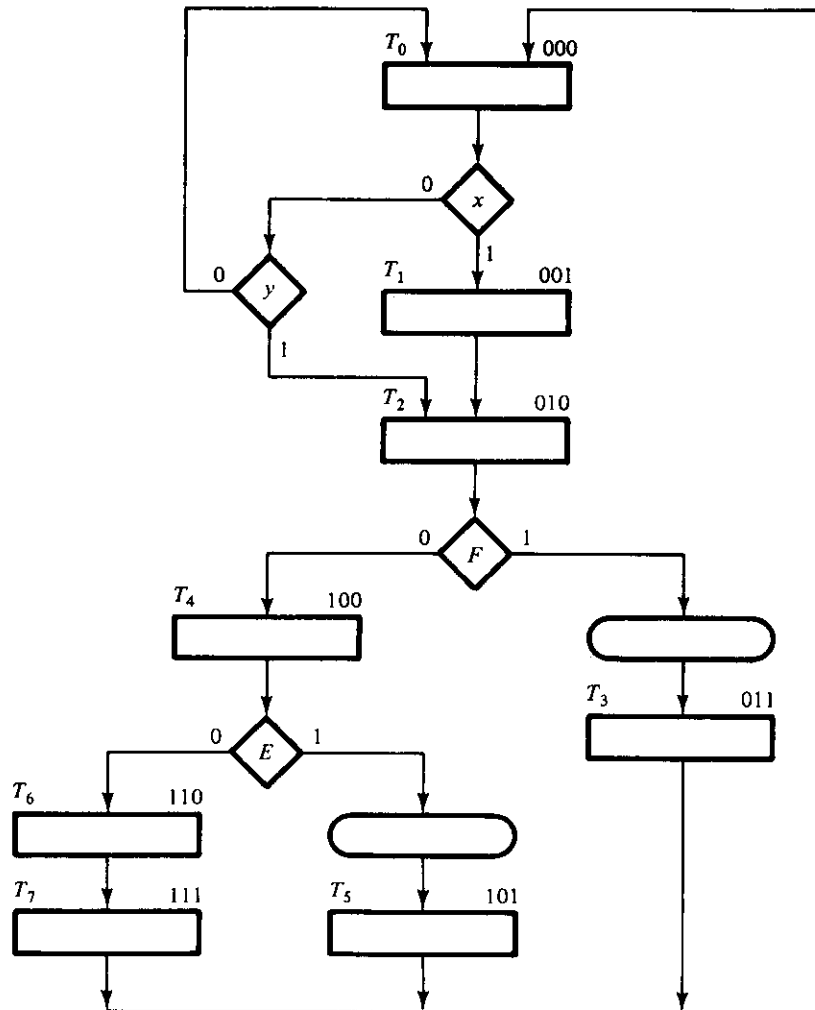 T₀ 000
0 x
1
0 y
T₁ 001
1
T₂ 010
0 F 1
T₄ 100
T₃ 011
0 E 1
T₆ 110
T₇ 111
T₅ 101